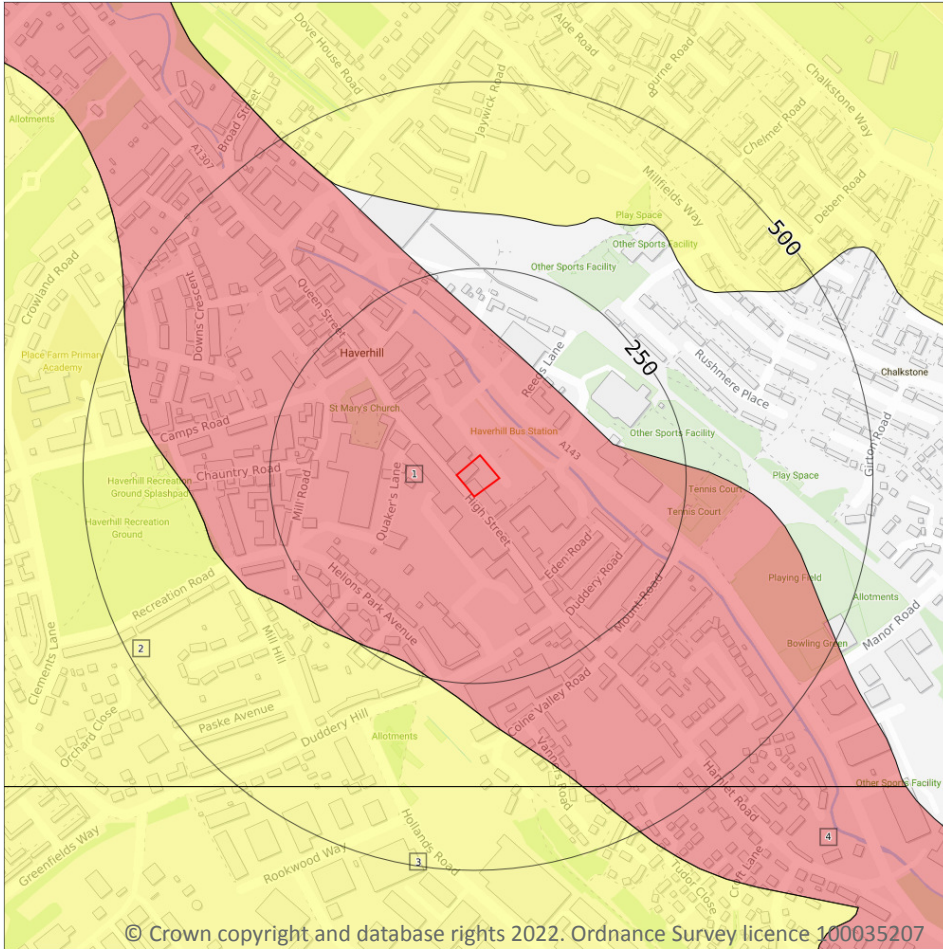 Dove House Road
Alde Road
Bourne Road
Chalkstone Way
Jaywick Road
Allotments
A1307
Broad Street
Chelmer Road
Millfields Way
Deben Road
Play Space
500
Other Sports Facility
Other Sports Facility
Crowland Road
Downs Crescent
Queen Street
Haverhill
250
Reeds Lane
Rushmere Place
Chalkstone
Place Farm Primary
Academy
St Mary's Church
Girton Road
Camps Road
Haverhill Bus Station
A143
Other Sports Facility
Chauntry Road
1
Play Space
Haverhill Recreation
Ground Splashpad
Mill Road
Quaker's Lane
High Street
Tennis Court
Tennis Court
Haverhill Recreation
Ground
Eden Road
Duddery Road
Helions Park Avenue
Mount Road
Playing Field
Allotments
Recreation Road
Manor Road
Bowling Green
2
Clements Lane
Mill Hill
Colne Valley Road
Orchard Close
Paske Avenue
Duddery Hill
Allotments
Hamlet Road
Other Sports Facility
Greenfields Way
Rookwood Way
Hollands Road
3
4
Croft Lane
Tudor Close
© Crown copyright and database rights 2022. Ordnance Survey licence 100035207